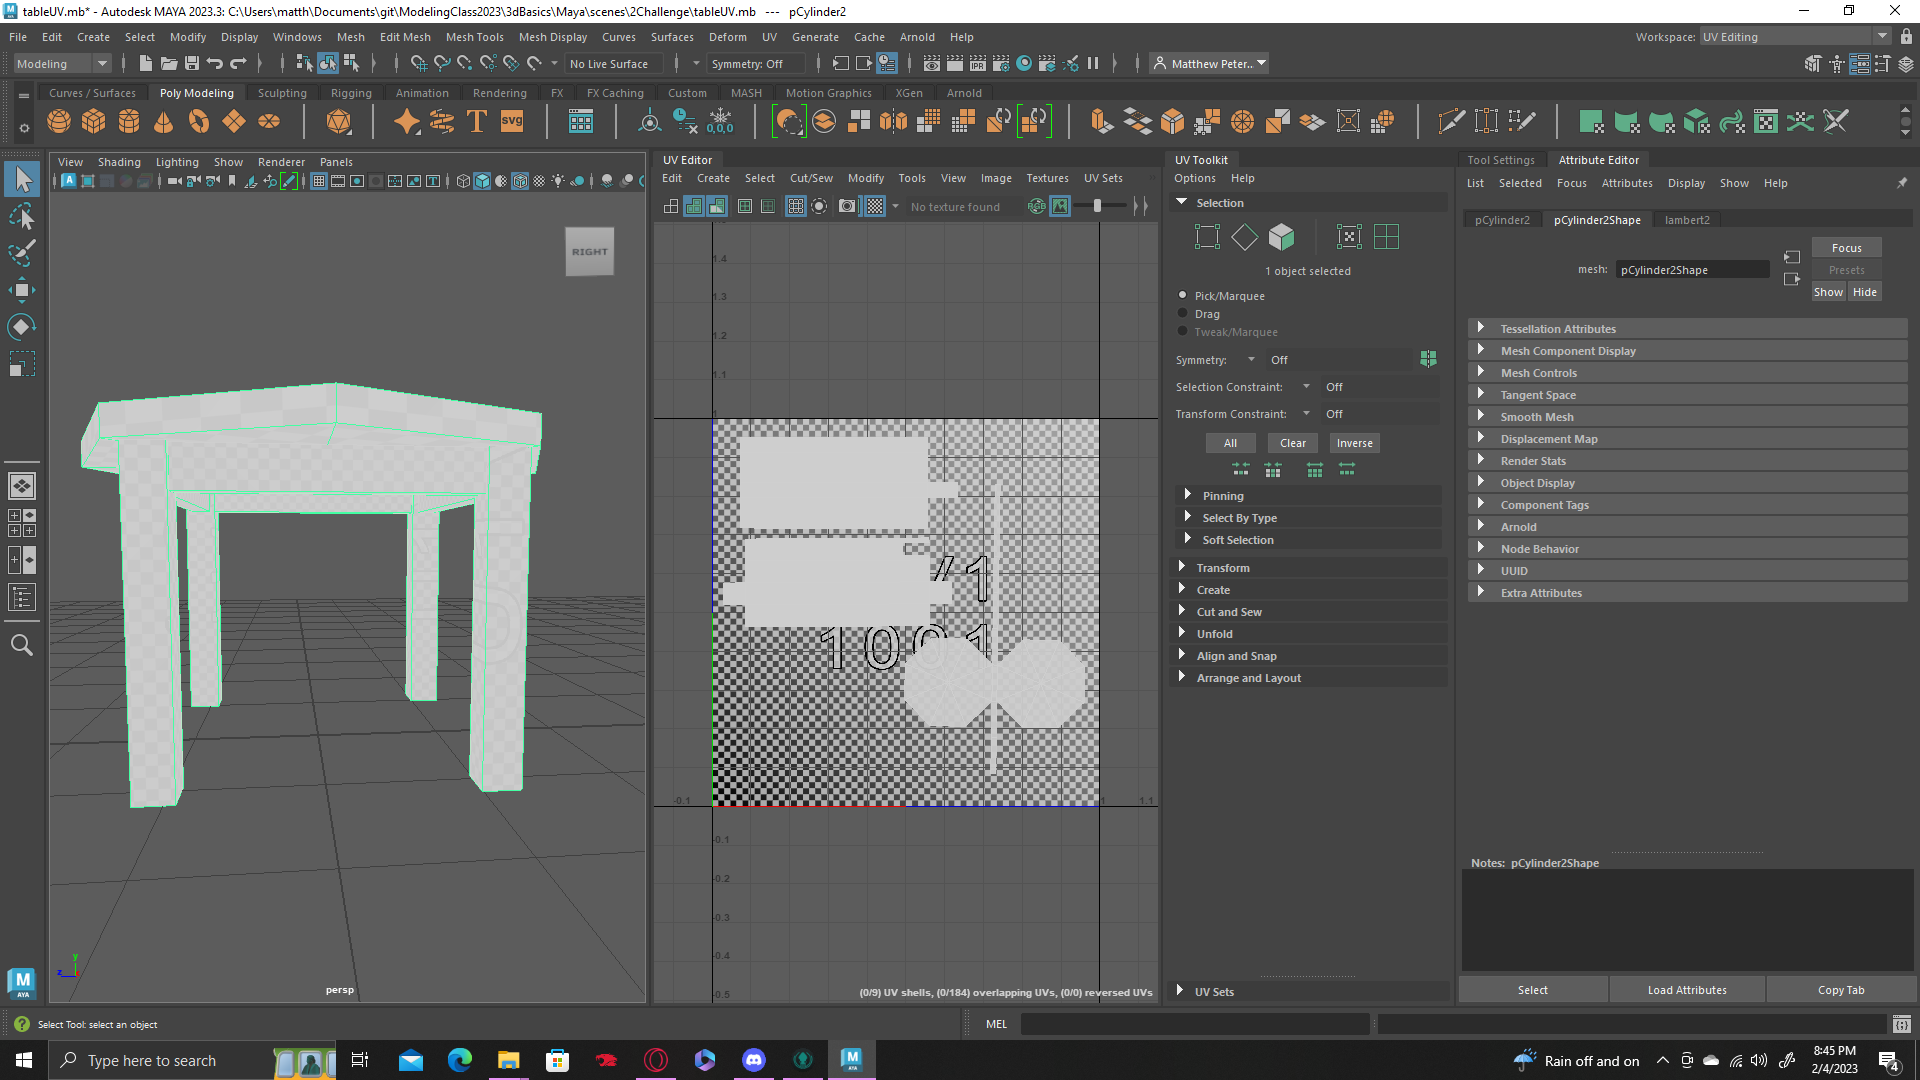 tableUV.mb* - Autodesk MAYA 2023.3: C:\Users\matth\Documents\git\ModelingClass2023\3dBasics\Maya\scenes\2Challenge\tableUV.mb --- pCylinder2
File Edit Create Select Modify Display Windows Mesh Edit Mesh Mesh Tools Mesh Display Curves Surfaces Deform UV Generate Cache Arnold Help
Workspace: UV Editing
Modeling
No Live Surface
Symmetry: Off
Matthew Peter..
Curves / Surfaces Poly Modeling Sculpting Rigging Animation Rendering FX FX Caching Custom MASH Motion Graphics XGen Arnold
T svg 0,0,0
View Shading Lighting Show Renderer Panels
RIGHT
persp
y
z
UV Editor
Edit Create Select Cut/Sew Modify Tools View Image Textures UV Sets
No texture found
RGB
1.4
1.3
1.2
1.1
1
-0.1 1 1.1
-0.1
-0.2
-0.3
-0.4
-0.5
/1
1001
(0/9) UV shells, (0/184) overlapping UVs, (0/0) reversed UVs
UV Toolkit
Options Help
Selection
1 object selected
Pick/Marquee
Drag
Tweak/Marquee
Symmetry: Off
Selection Constraint: Off
Transform Constraint: Off
All Clear Inverse
Pinning
Select By Type
Soft Selection
Transform
Create
Cut and Sew
Unfold
Align and Snap
Arrange and Layout
UV Sets
Tool Settings Attribute Editor
List Selected Focus Attributes Display Show Help
pCylinder2 pCylinder2Shape lambert2
mesh: pCylinder2Shape
Focus
Presets
Show Hide
Tessellation Attributes
Mesh Component Display
Mesh Controls
Tangent Space
Smooth Mesh
Displacement Map
Render Stats
Object Display
Component Tags
Arnold
Node Behavior
UUID
Extra Attributes
Notes: pCylinder2Shape
Select Load Attributes Copy Tab
M
AYA
Select Tool: select an object
MEL
Type here to search
Rain off and on
8:45 PM
2/4/2023
4